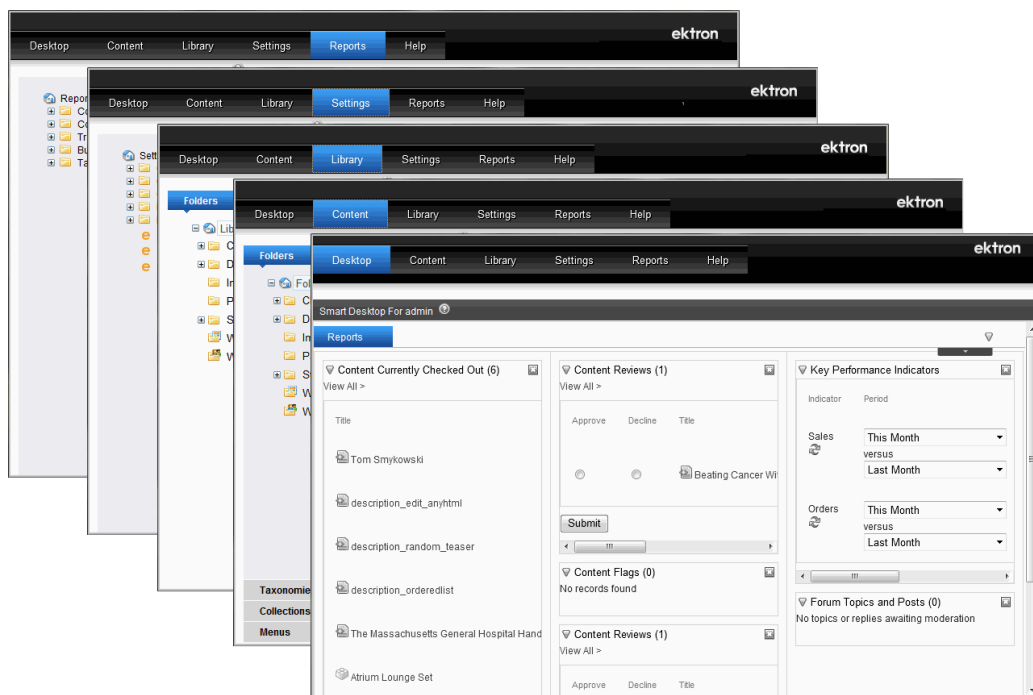 ektron
Desktop Content Library Settings Reports Help
ektron
Desktop Content Library Settings Reports Help
ektron
Desktop Content Library Settings Reports Help
Folders
ektron
Desktop Content Library Settings Reports Help
Folders
Taxonomie
Collections
Menus
ektron
Desktop Content Library Settings Reports Help
Smart Desktop For admin
Reports
Content Currently Checked Out (6)
View All >
Title
Tom Smykowski
description_edit_anyhtml
description_random_teaser
description_orderedlist
The Massachusetts General Hospital Hand
Atrium Lounge Set
Content Reviews (1)
View All >
Approve Decline Title
Beating Cancer Wi
Submit
Content Flags (0)
No records found
Content Reviews (1)
View All >
Approve Decline Title
Key Performance Indicators
Indicator Period
Sales This Month
versus
Last Month
Orders This Month
versus
Last Month
Forum Topics and Posts (0)
No topics or replies awaiting moderation